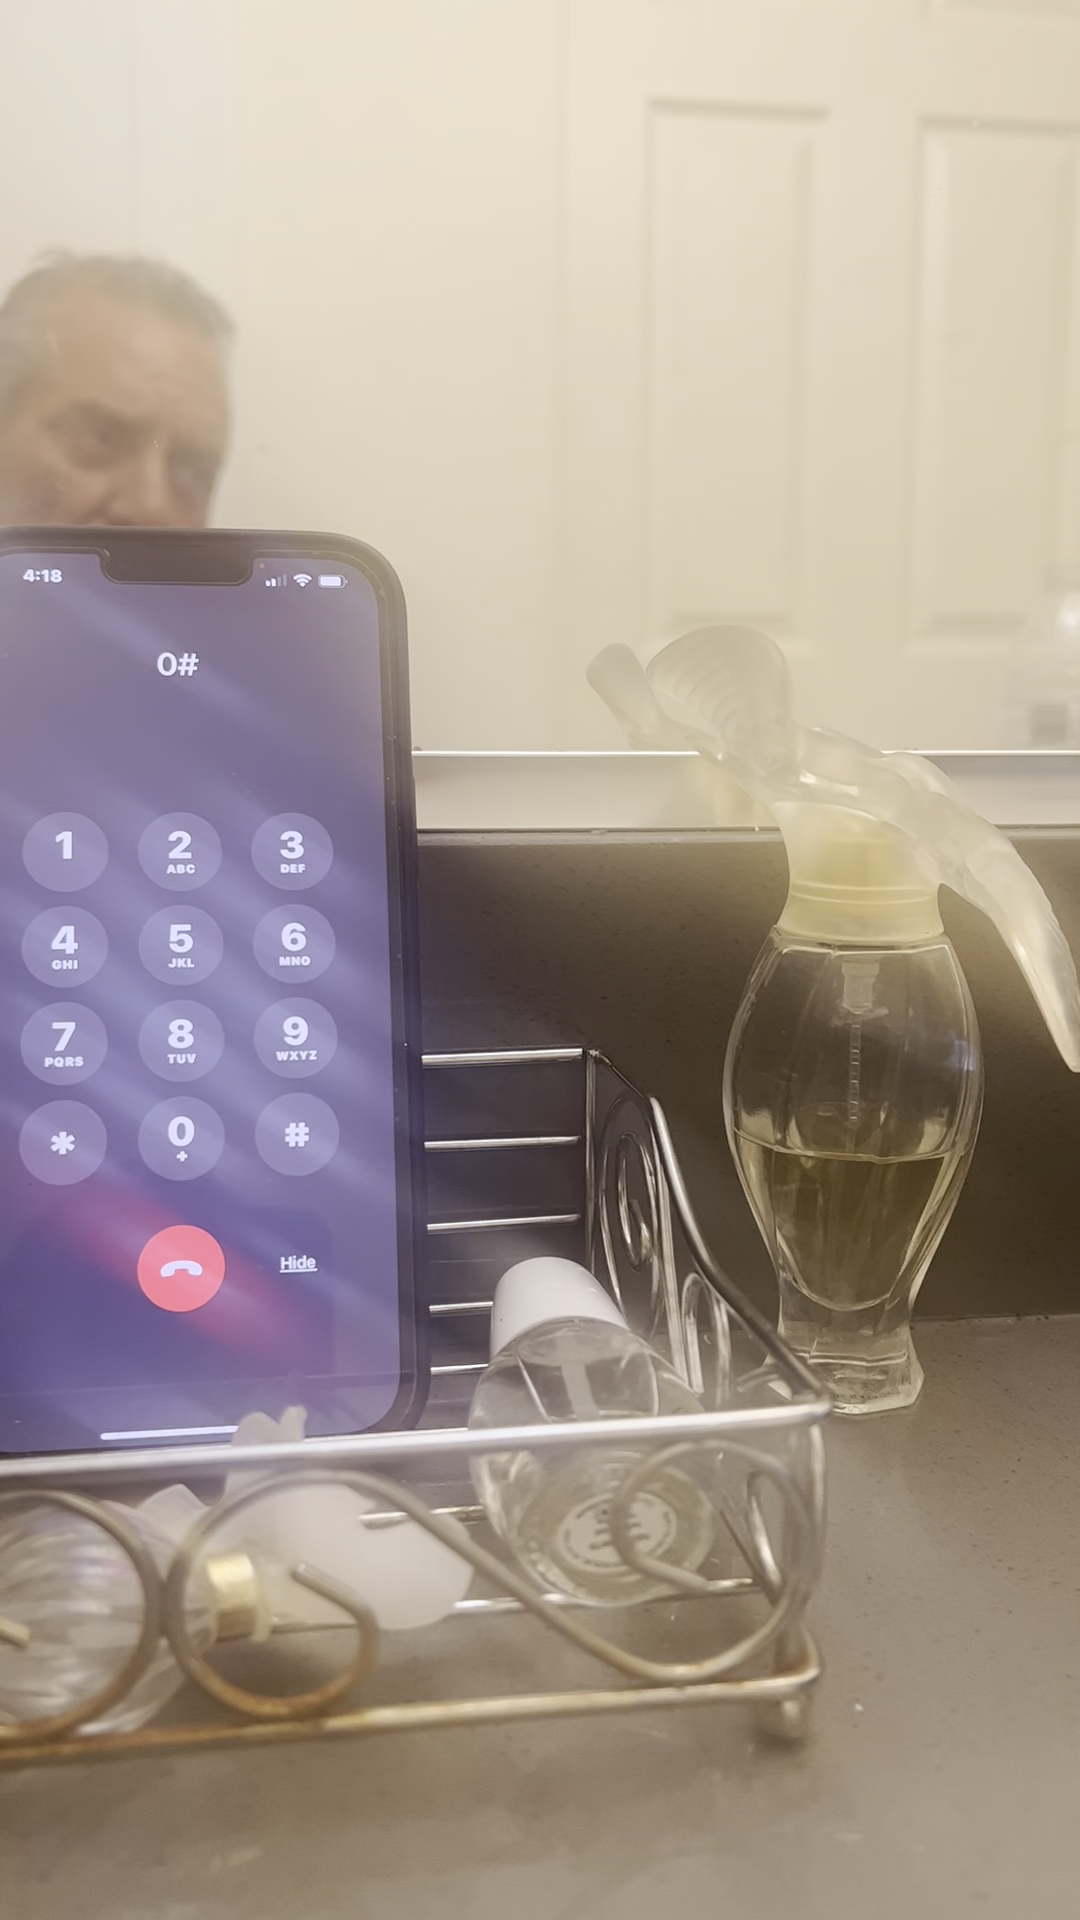 4:18
0#
1 2 3
ABC DEF
4 5 6
GHI JKL MNO
7 8 9
PQRS TUV WXYZ
* 0 #
+
Hide